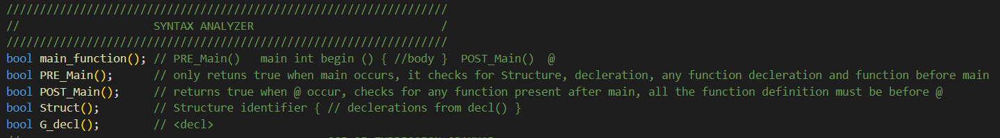 //////////////////////////////////////////////////////////////////
// SYNTAX ANALYZER /
//////////////////////////////////////////////////////////////////
bool main_function(); // PRE_Main() main int begin () { //body } POST_Main() @
bool PRE_Main(); // only retuns true when main occurs, it checks for Structure, decleration, any function decleration and function before main
bool POST_Main(); // returns true when @ occur, checks for any function present after main, all the function definition must be before @
bool Struct(); // Structure identifier { // declerations from decl() }
bool G_decl(); // <decl>